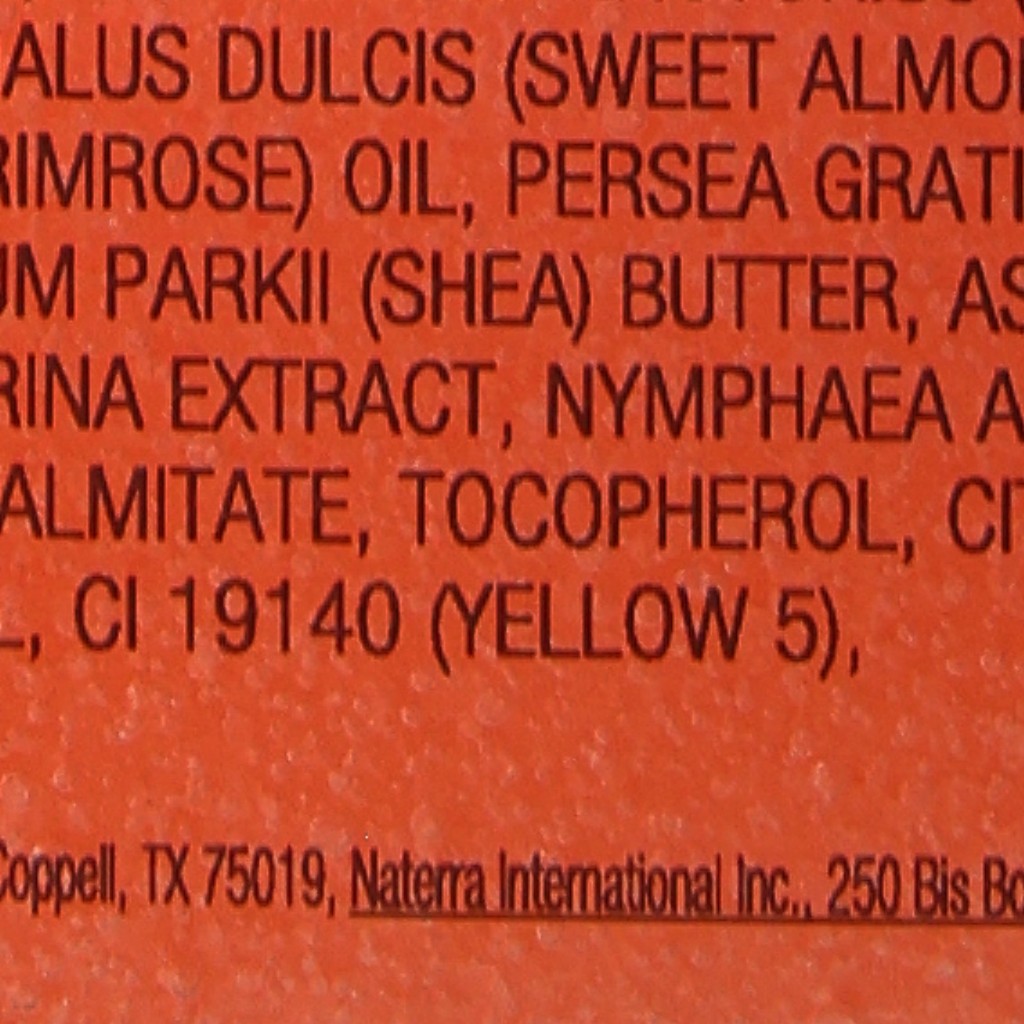 ALUS DULCIS (SWEET ALMO
RIMROSE) OIL, PERSEA GRATI
UM PARKII (SHEA) BUTTER, AS
RINA EXTRACT, NYMPHAEA A
ALMITATE, TOCOPHEROL, CIT
L, CI 19140 (YELLOW 5),
Coppell, TX 75019, Naterra International Inc., 250 Bis Bo